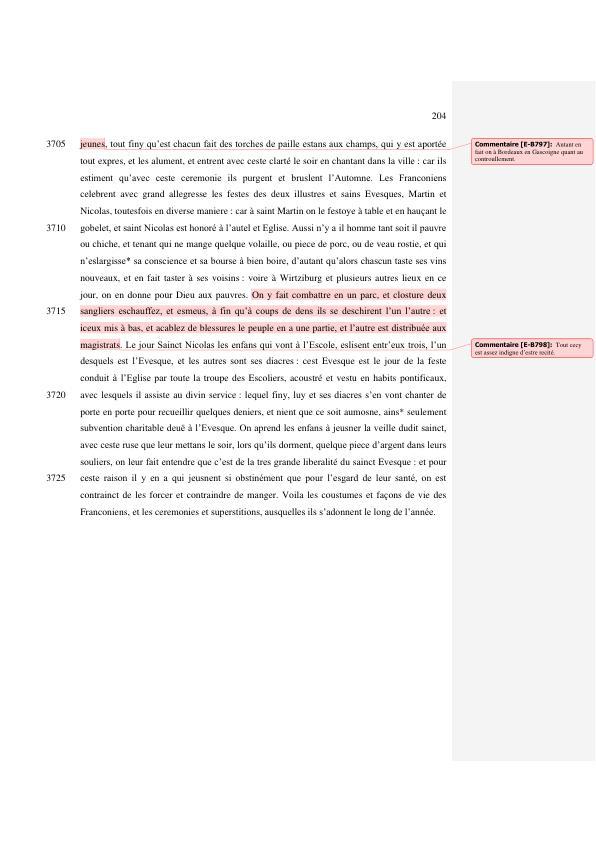 204
3705 jeunes, tout finy qu’est chacun fait des torches de paille estans aux champs, qui y est aportée
tout expres, et les alument, et entrent avec ceste clarté le soir en chantant dans la ville : car ils
estiment qu’avec ceste ceremonie ils purgent et bruslent l’Automne. Les Franconiens
celebrent avec grand allegresse les festes des deux illustres et sains Evesques, Martin et
Nicolas, toutesfois en diverse maniere : car à saint Martin on le festoye à table et en hauçant le
3710 gobelet, et saint Nicolas est honoré à l’autel et Eglise. Aussi n’y a il homme tant soit il pauvre
ou chiche, et tenant qui ne mange quelque volaille, ou piece de porc, ou de veau rostie, et qui
n’eslargisse* sa conscience et sa bourse à bien boire, d’autant qu’alors chascun taste ses vins
nouveaux, et en fait taster à ses voisins : voire à Wirtziburg et plusieurs autres lieux en ce
jour, on en donne pour Dieu aux pauvres. On y fait combattre en un parc, et closture deux
3715 sangliers eschauffez, et esmeus, à fin qu’à coups de dens ils se deschirent l’un l’autre : et
iceux mis à bas, et acablez de blessures le peuple en a une partie, et l’autre est distribuée aux
magistrats. Le jour Sainct Nicolas les enfans qui vont à l’Escole, eslisent entr’eux trois, l’un
desquels est l’Evesque, et les autres sont ses diacres : cest Evesque est le jour de la feste
conduit à l’Eglise par toute la troupe des Escoliers, acoustré et vestu en habits pontificaux,
3720 avec lesquels il assiste au divin service : lequel finy, luy et ses diacres s’en vont chanter de
porte en porte pour recueillir quelques deniers, et nient que ce soit aumosne, ains* seulement
subvention charitable deuë à l’Evesque. On aprend les enfans à jeusner la veille dudit sainct,
avec ceste ruse que leur mettans le soir, lors qu’ils dorment, quelque piece d’argent dans leurs
souliers, on leur fait entendre que c’est de la tres grande liberalité du sainct Evesque : et pour
3725 ceste raison il y en a qui jeusnent si obstinément que pour l’esgard de leur santé, on est
contrainct de les forcer et contraindre de manger. Voila les coustumes et façons de vie des
Franconiens, et les ceremonies et superstitions, ausquelles ils s’adonnent le long de l’année.
Commentaire [E-B797]: Autant en
fait on à Bordeaux en Gascoigne quant au
controullement.
Commentaire [E-B798]: Tout cecy
est assez indigne d’estre recité.